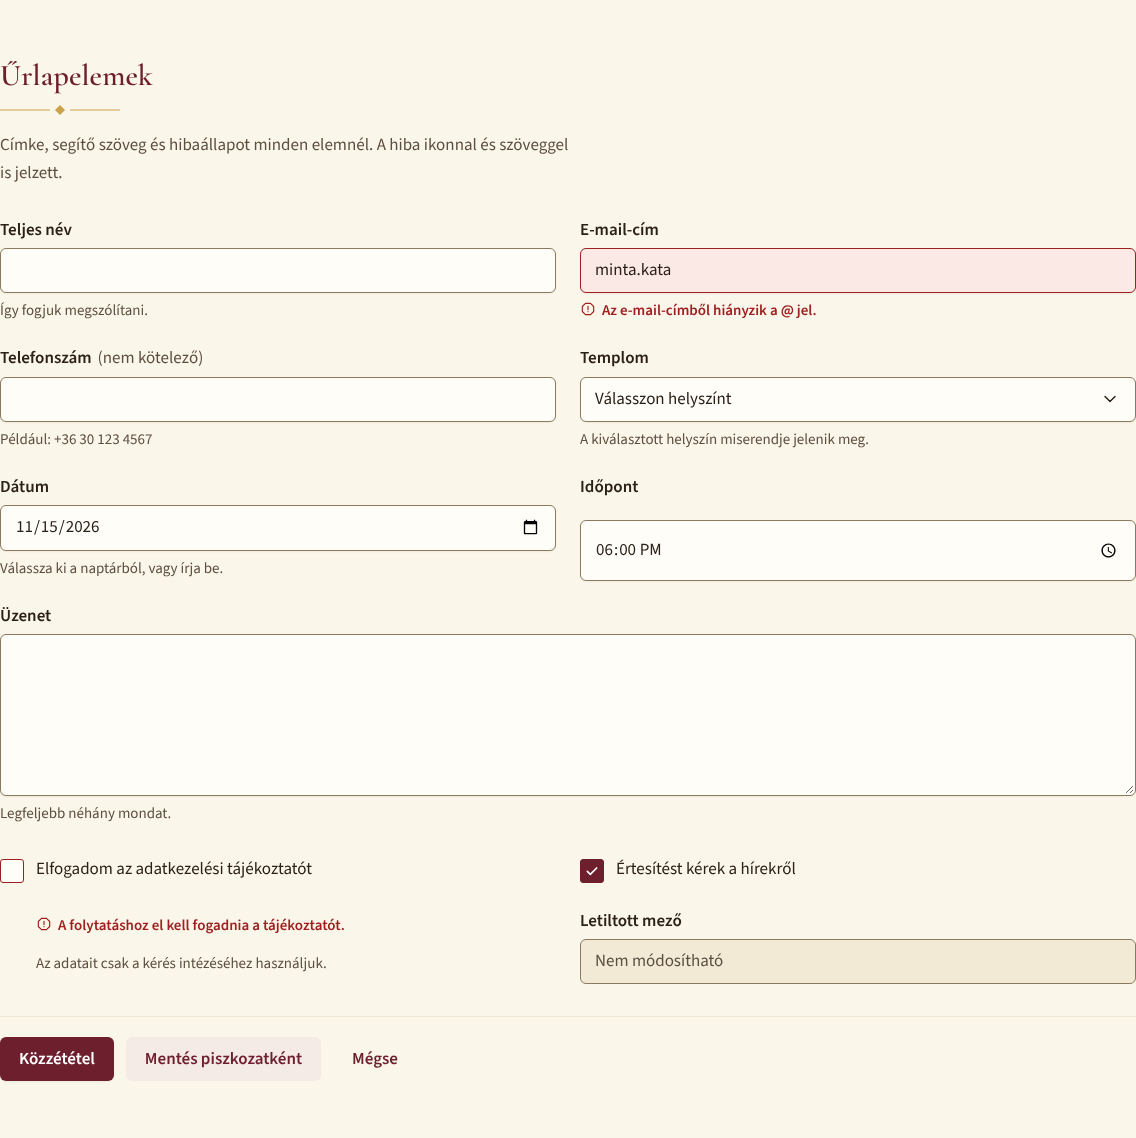 Űrlapelemek
Címke, segítő szöveg és hibaállapot minden elemnél. A hiba ikonnal és szöveggel
is jelzett.
Teljes név
Így fogjuk megszólítani.
E-mail-cím
minta.kata
Az e-mail-címből hiányzik a @ jel.
Telefonszám (nem kötelező)
Például: +36 30 123 4567
Templom
Válasszon helyszínt
A kiválasztott helyszín miserendje jelenik meg.
Dátum
11/15/2026
Válassza ki a naptárból, vagy írja be.
Időpont
06:00 PM
Üzenet
Legfeljebb néhány mondat.
Elfogadom az adatkezelési tájékoztatót
A folytatáshoz el kell fogadnia a tájékoztatót.
Az adatait csak a kérés intézéséhez használjuk.
Értesítést kérek a hírekről
Letiltott mező
Nem módosítható
Közzététel
Mentés piszkozatként
Mégse